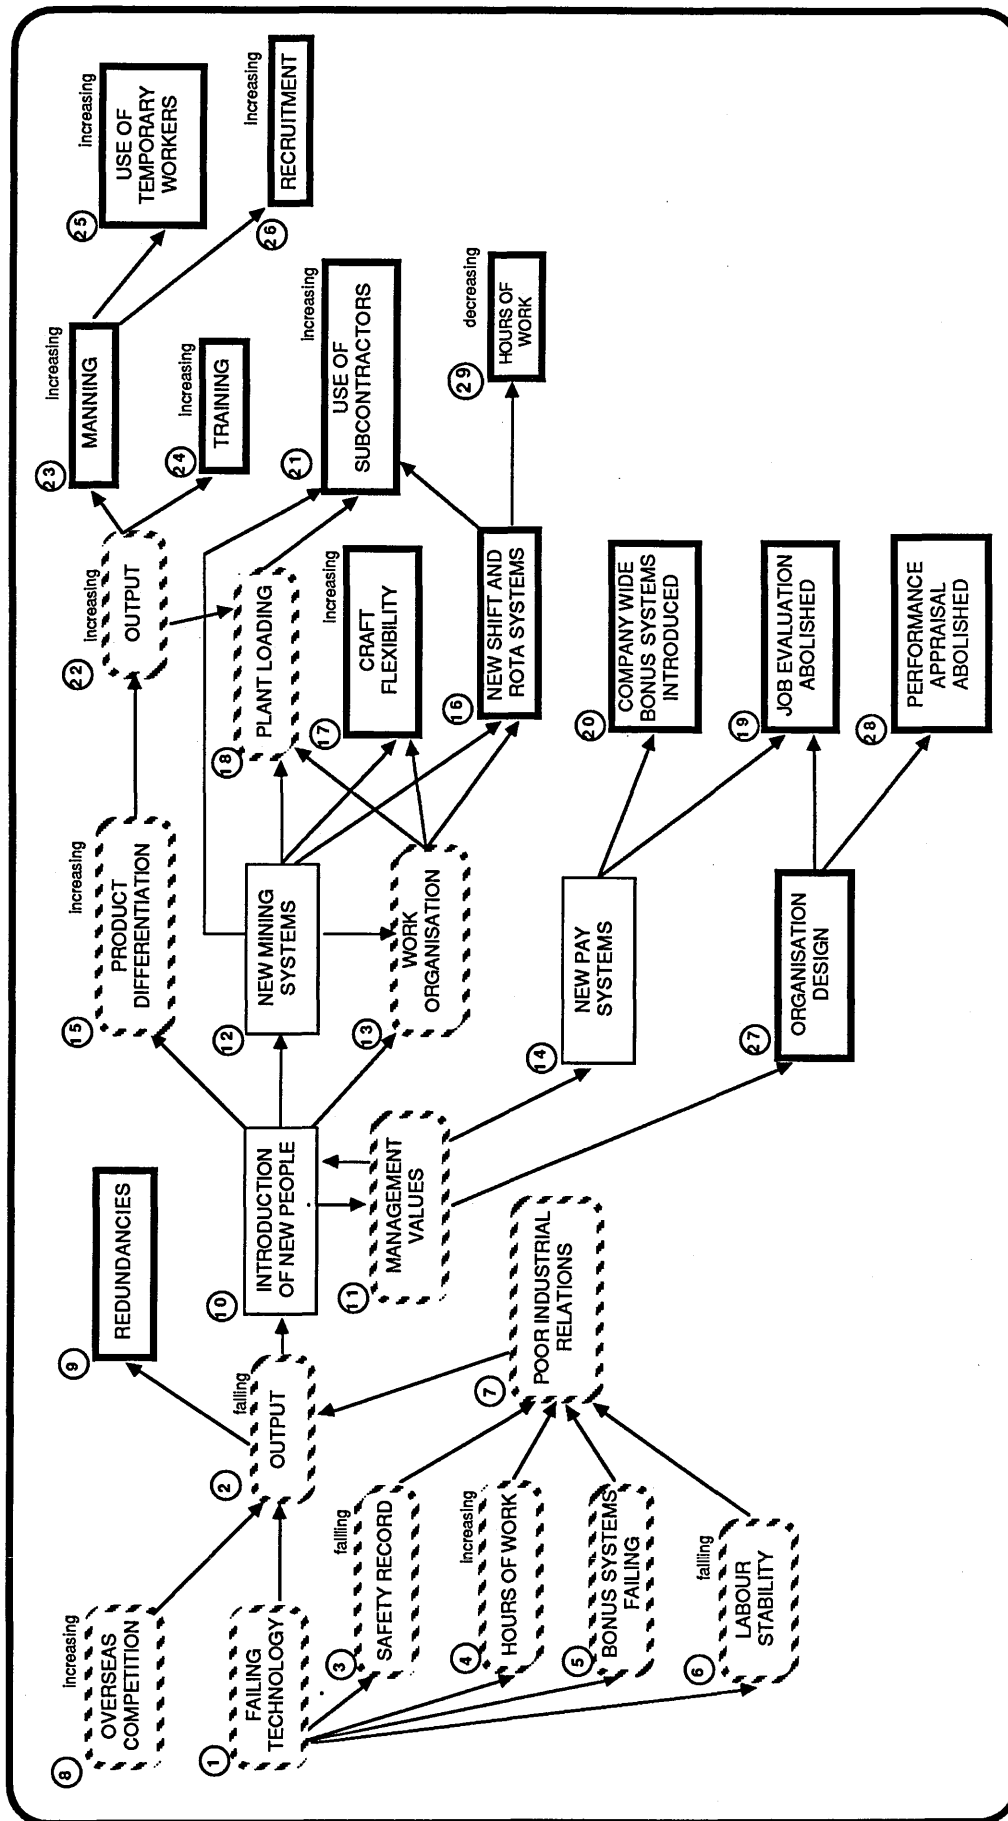 8
increasing
OVERSEAS
COMPETITION
1
FAILING
TECHNOLOGY
3
falling
SAFETY RECORD
4
increasing
HOURS OF WORK
5
BONUS SYSTEMS
FAILING
6
falling
LABOUR
STABILITY
2
falling
OUTPUT
7
POOR INDUSTRIAL
RELATIONS
9
REDUNDANCIES
10
INTRODUCTION
OF NEW PEOPLE
11
MANAGEMENT
VALUES
15
increasing
PRODUCT
DIFFERENTIATION
12
NEW MINING
SYSTEMS
13
WORK
ORGANISATION
14
NEW PAY
SYSTEMS
27
ORGANISATION
DESIGN
22
increasing
OUTPUT
18
PLANT LOADING
17
increasing
CRAFT
FLEXIBILITY
16
NEW SHIFT AND
ROTA SYSTEMS
20
COMPANY WIDE
BONUS SYSTEMS
INTRODUCED
19
JOB EVALUATION
ABOLISHED
28
PERFORMANCE
APPRAISAL
ABOLISHED
23
increasing
MANNING
24
increasing
TRAINING
21
increasing
USE OF
SUBCONTRACTORS
29
decreasing
HOURS OF
WORK
25
increasing
USE OF
TEMPORARY
WORKERS
26
increasing
RECRUITMENT